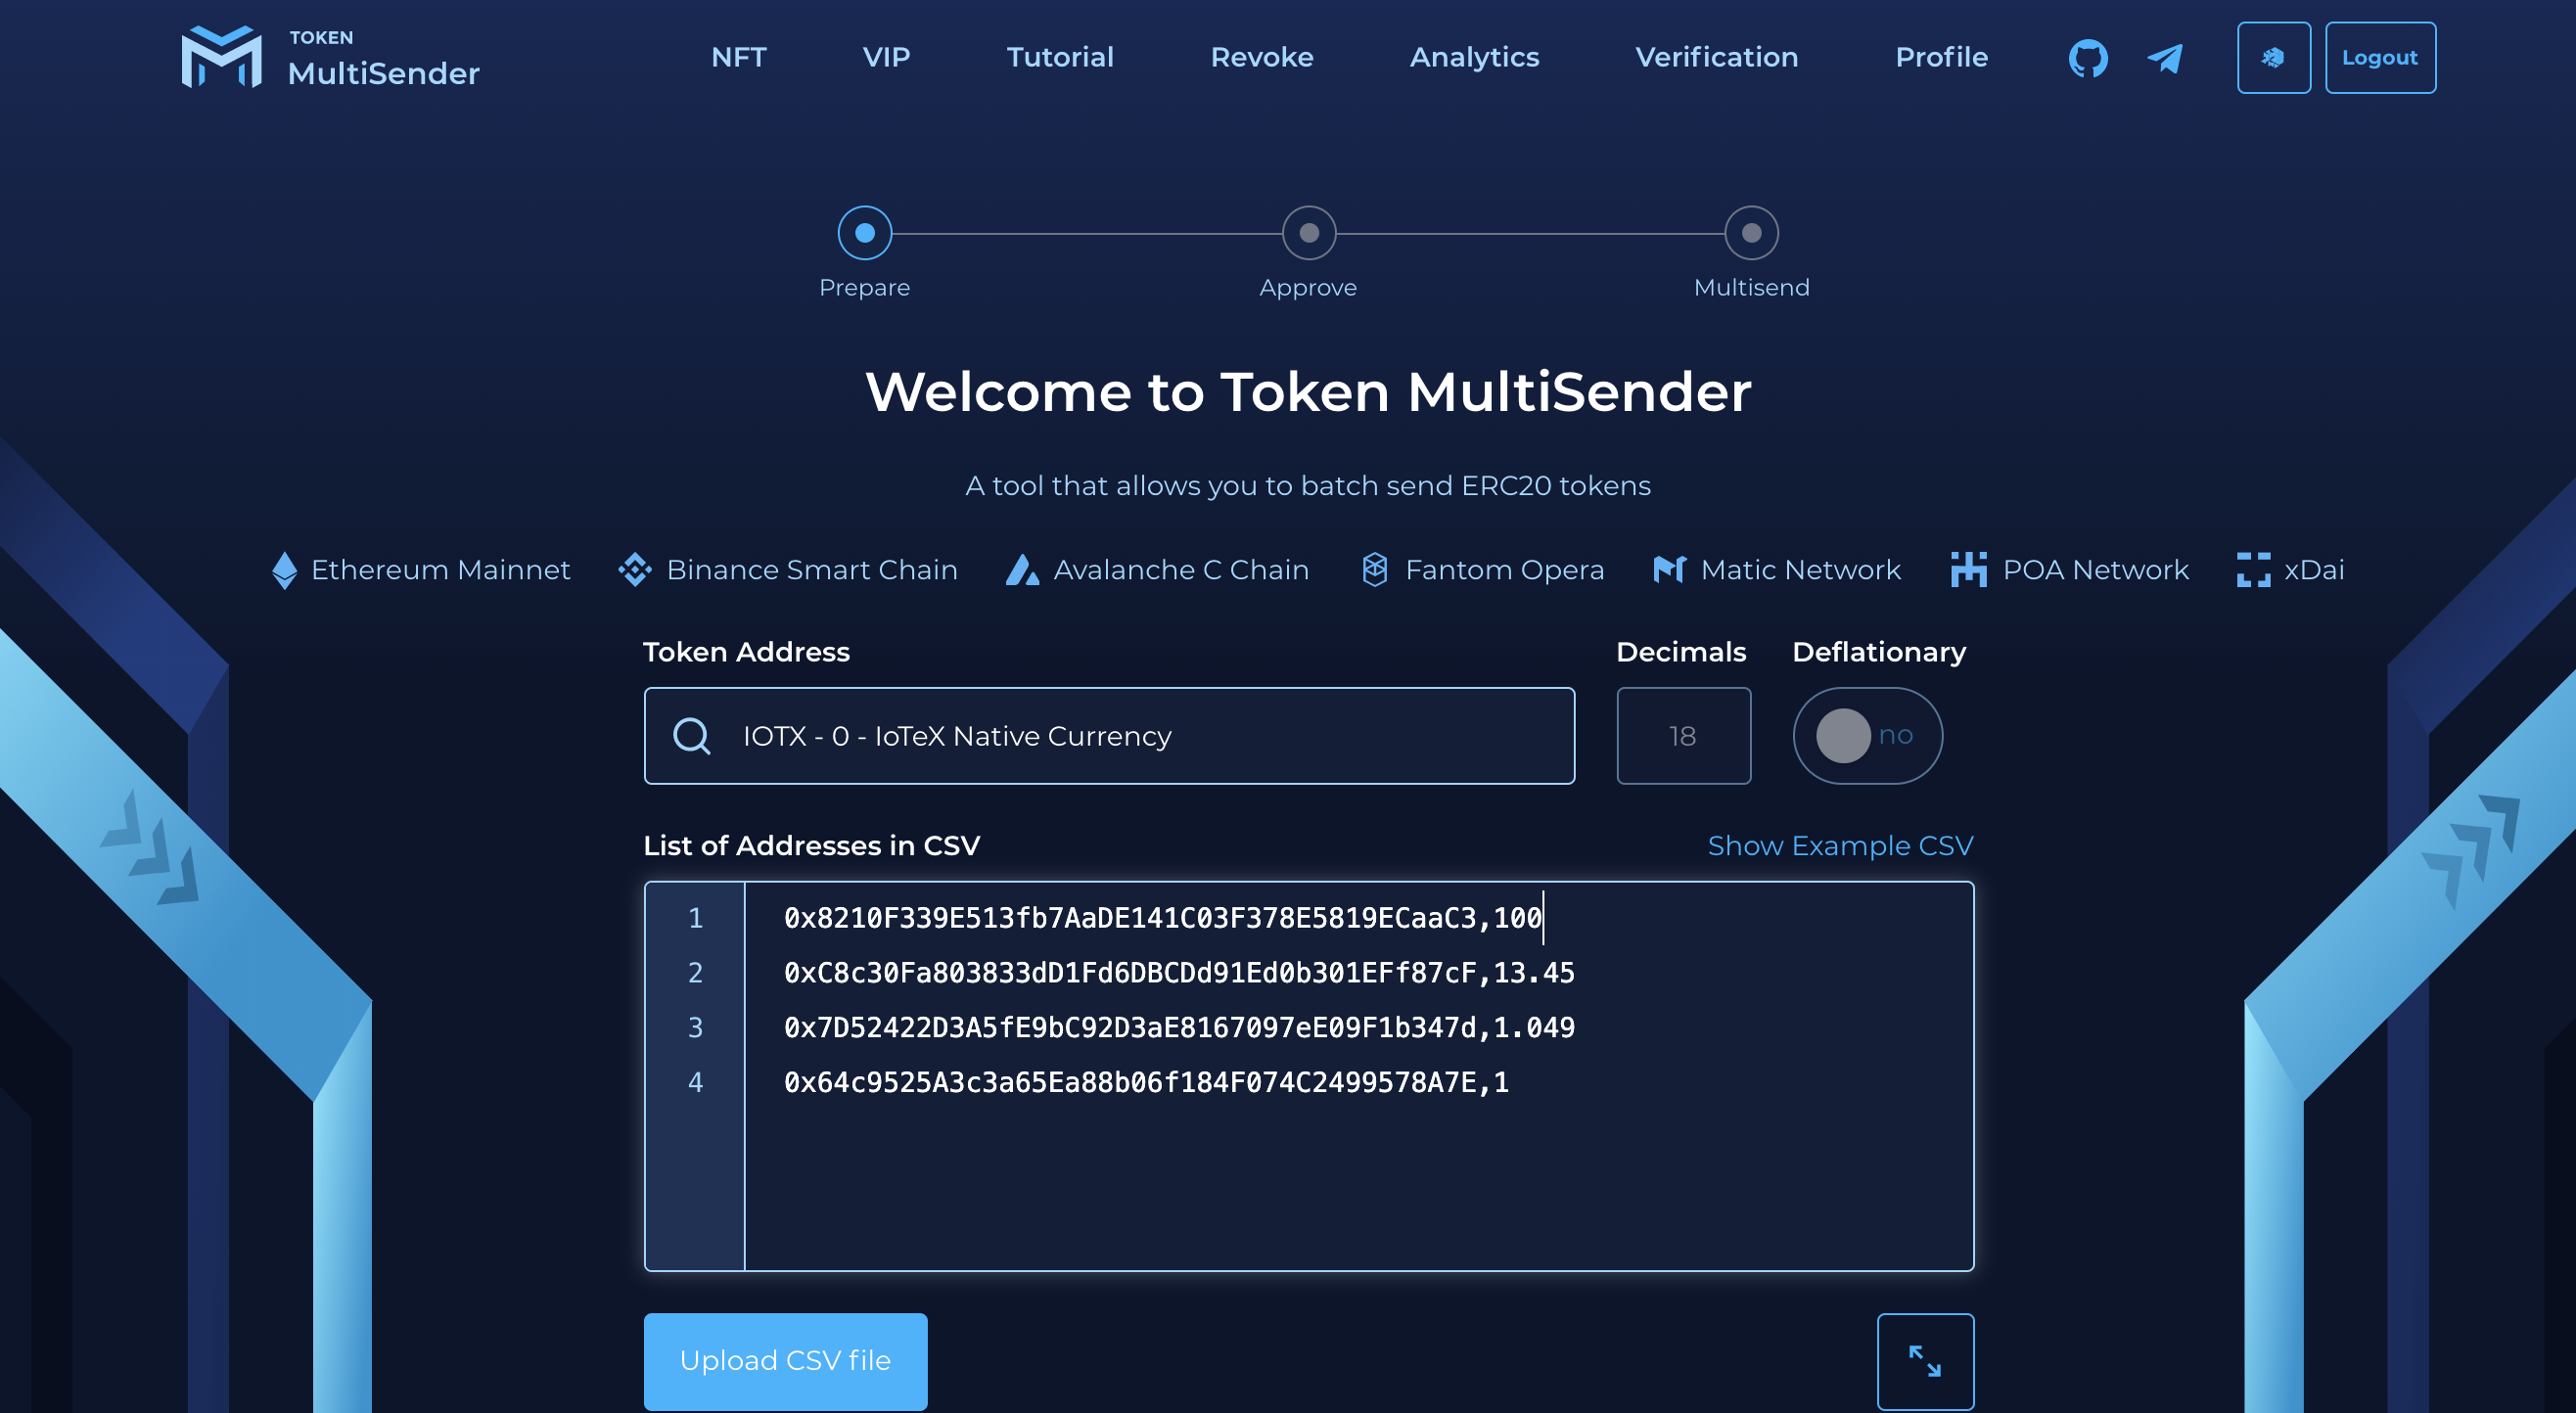 TOKEN
MultiSender
NFT VIP Tutorial Revoke Analytics Verification Profile Logout
Prepare Approve Multisend
Welcome to Token MultiSender
A tool that allows you to batch send ERC20 tokens
Ethereum Mainnet Binance Smart Chain Avalanche C Chain Fantom Opera Matic Network POA Network xDai
Token Address Decimals Deflationary
IOTX - 0 - IoTeX Native Currency 18 no
List of Addresses in CSV Show Example CSV
1 0x8210F339E513fb7AaDE141C03F378E5819ECaaC3,100
2 0xC8c30Fa803833dD1Fd6DBCDd91Ed0b301EFf87cF,13.45
3 0x7D52422D3A5fE9bC92D3aE8167097eE09F1b347d,1.049
4 0x64c9525A3c3a65Ea88b06f184F074C2499578A7E,1
Upload CSV file